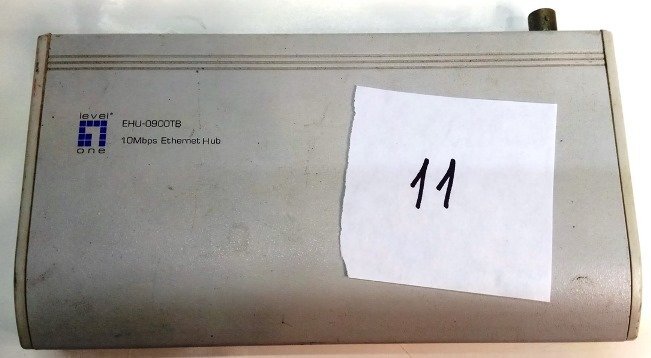 level
one
EHU-0900TB
10Mbps Ethernet Hub
11